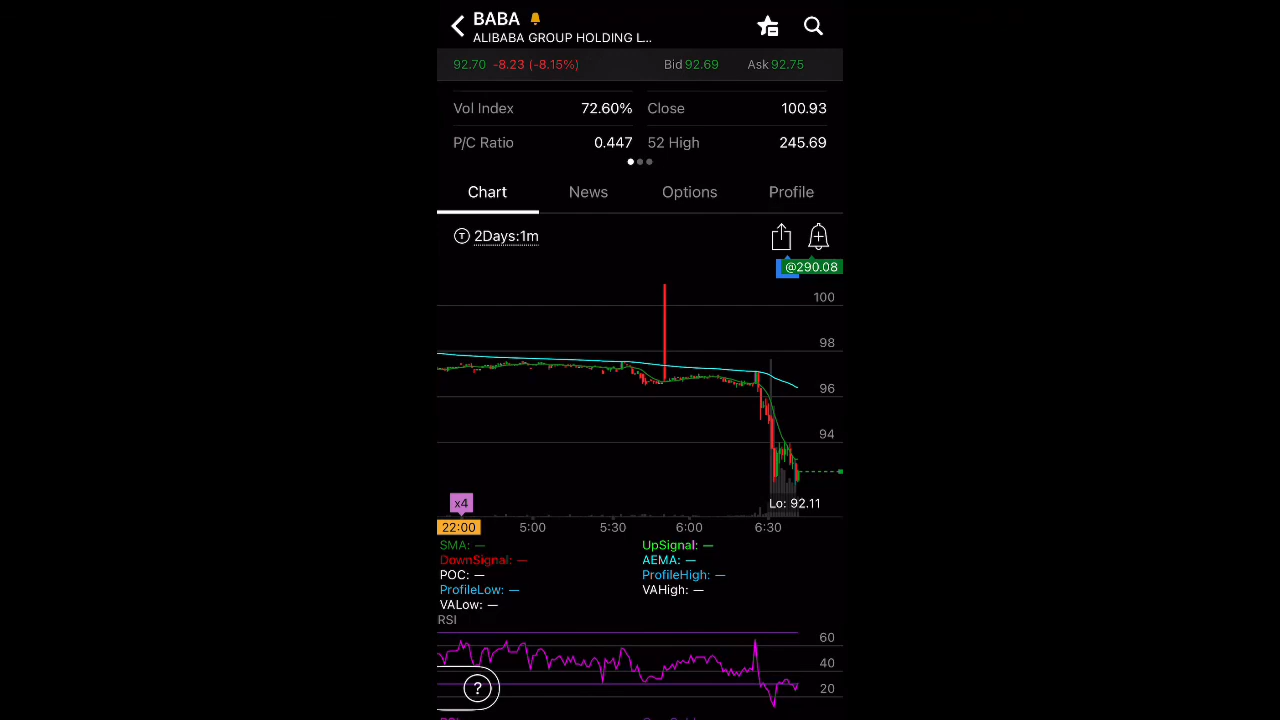 BABA
ALIBABA GROUP HOLDING L...
92.70 -8.23 (-8.15%) Bid 92.69 Ask 92.75
Vol Index 72.60% Close 100.93
P/C Ratio 0.447 52 High 245.69
Chart News Options Profile
T 2Days:1m
@290.08
100
98
96
94
x4
Lo: 92.11
22:00 5:00 5:30 6:00 6:30
SMA: — UpSignal: —
DownSignal: — AEMA: —
POC: — ProfileHigh: —
ProfileLow: — VAHigh: —
VALow: —
RSI
60
40
20
?